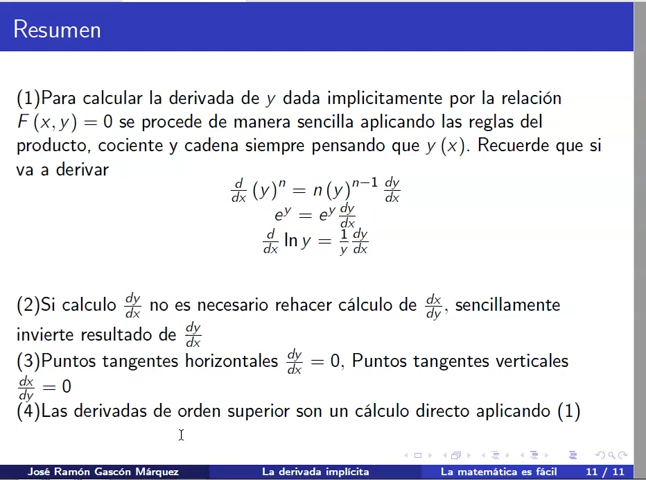 Resumen
(1)Para calcular la derivada de y dada implicitamente por la relación
F (x, y) = 0 se procede de manera sencilla aplicando las reglas del
producto, cociente y cadena siempre pensando que y (x). Recuerde que si
va a derivar
d/dx (y)^n = n (y)^{n−1} dy/dx
e^y = e^y dy/dx
d/dx ln y = 1/y dy/dx
(2)Si calculo dy/dx no es necesario rehacer cálculo de dx/dy, sencillamente
invierte resultado de dy/dx
(3)Puntos tangentes horizontales dy/dx = 0, Puntos tangentes verticales
dx/dy = 0
(4)Las derivadas de orden superior son un cálculo directo aplicando (1)
José Ramón Gascón Márquez La derivada implícita La matemática es fácil 11 / 11